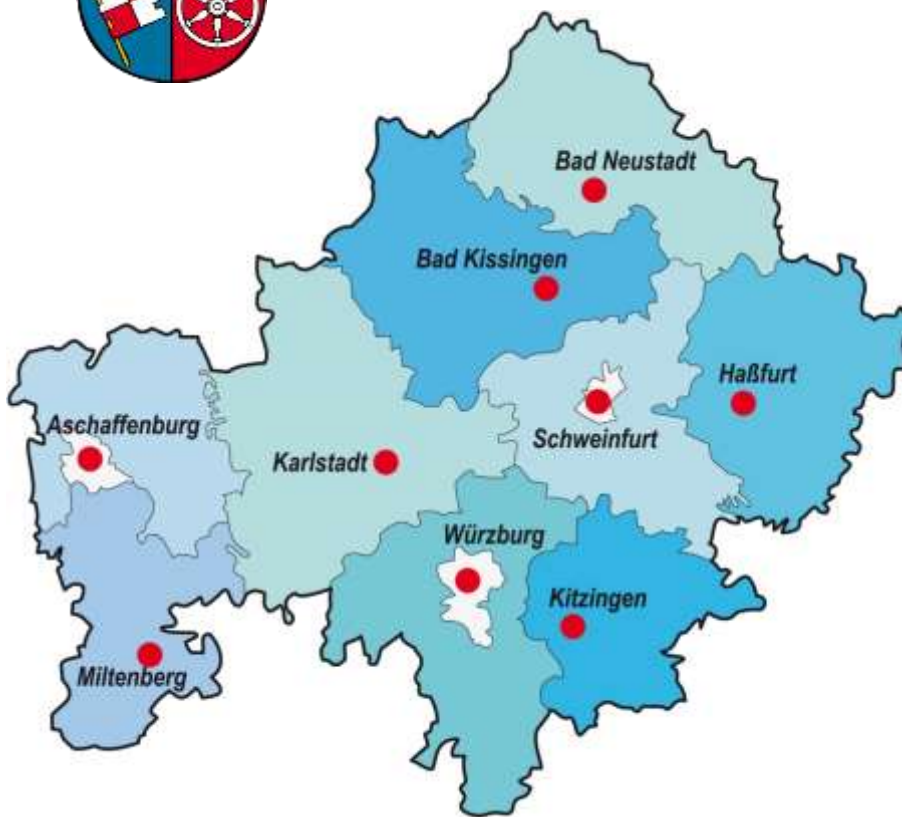 Bad Neustadt
Bad Kissingen
Haßfurt
Aschaffenburg
Schweinfurt
Karlstadt
Würzburg
Kitzingen
Miltenberg